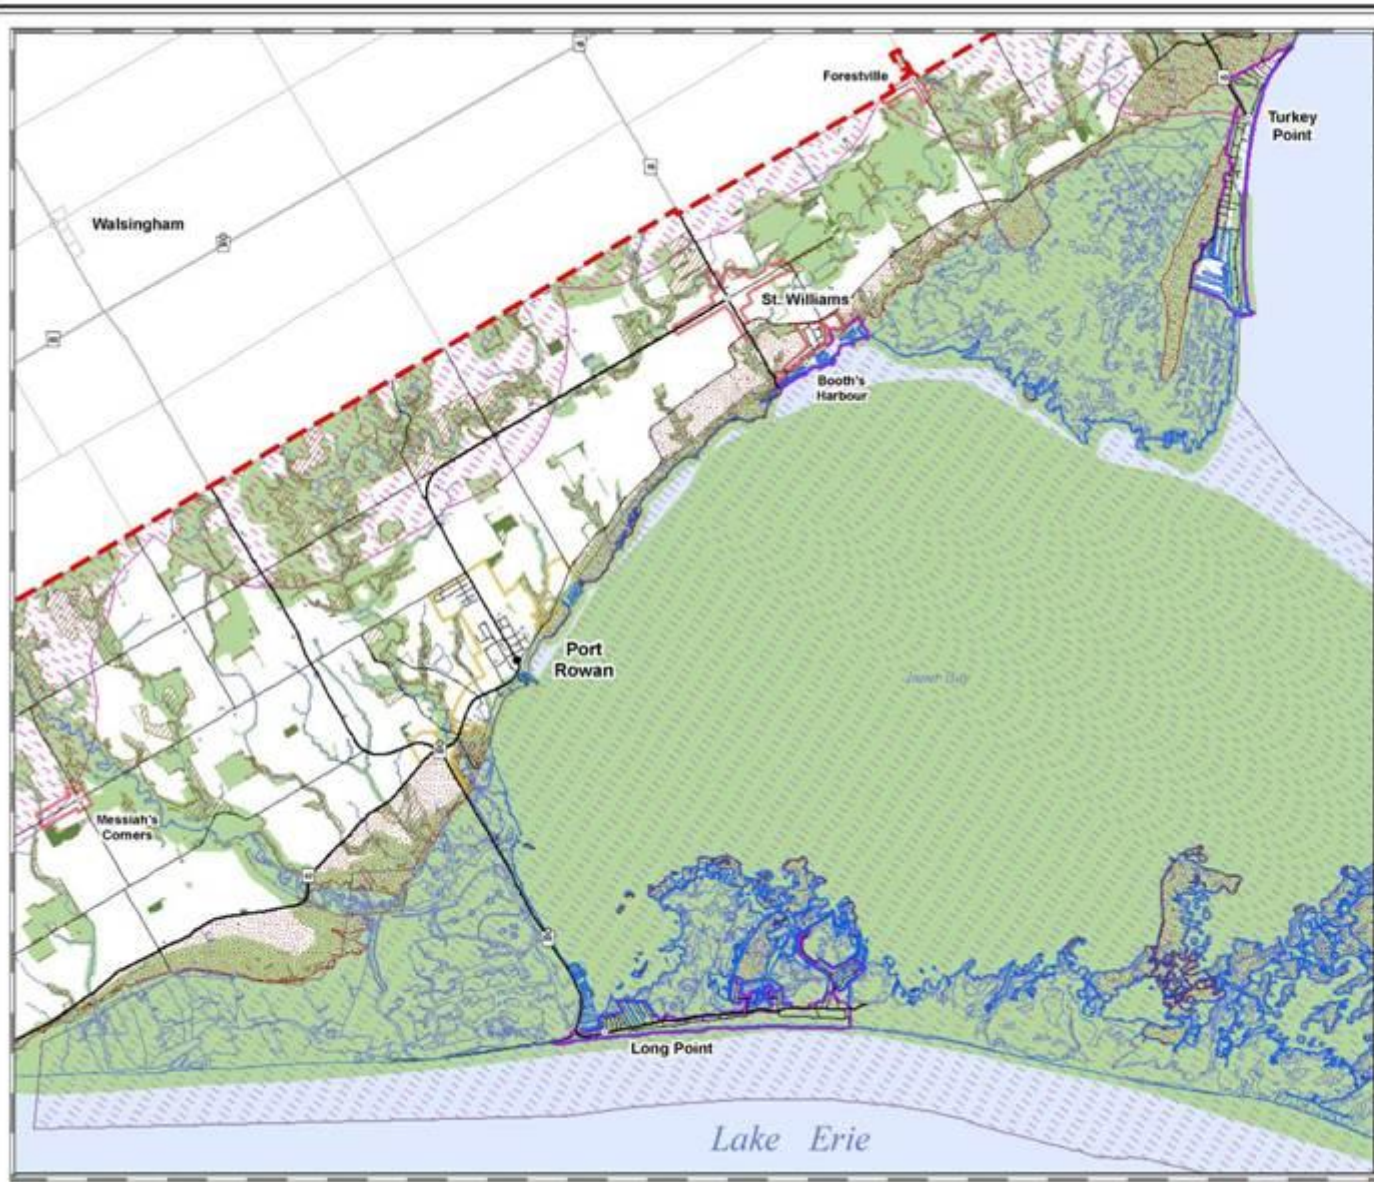 Forestville
Turkey
Point
Walsingham
St. Williams
Booth's
Harbour
Port
Rowan
Inner Bay
Messiah's
Corners
Long Point
Lake Erie